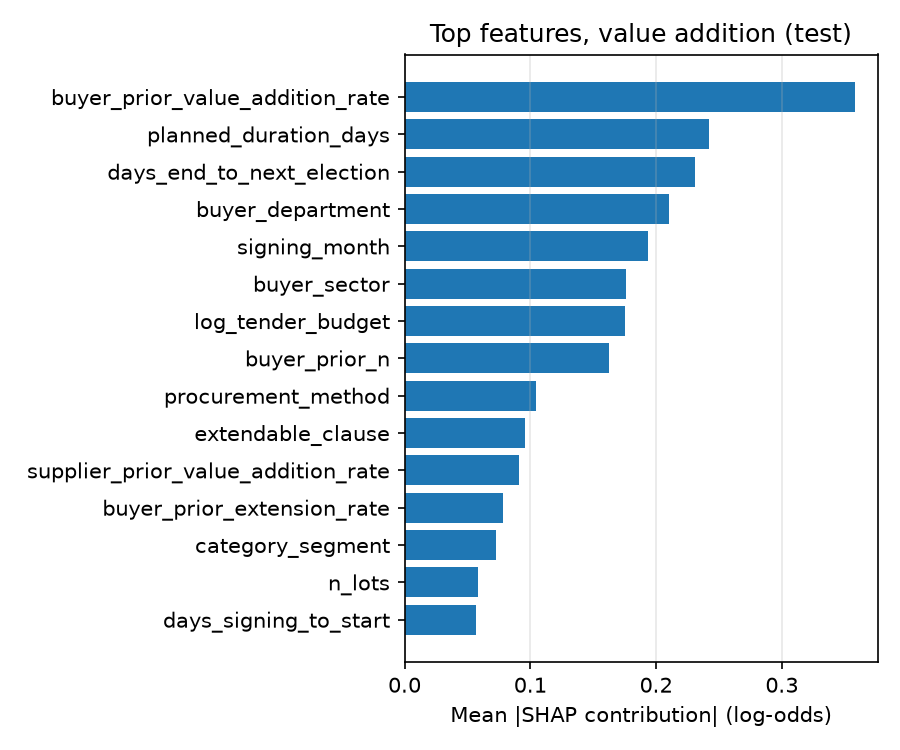 Top features, value addition (test)
buyer_prior_value_addition_rate
planned_duration_days
days_end_to_next_election
buyer_department
signing_month
buyer_sector
log_tender_budget
buyer_prior_n
procurement_method
extendable_clause
supplier_prior_value_addition_rate
buyer_prior_extension_rate
category_segment
n_lots
days_signing_to_start
0.0 0.1 0.2 0.3
Mean |SHAP contribution| (log-odds)